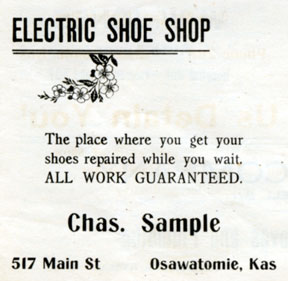 ELECTRIC SHOE SHOP
The place where you get your
shoes repaired while you wait.
ALL WORK GUARANTEED.
Chas. Sample
517 Main St Osawatomie, Kas